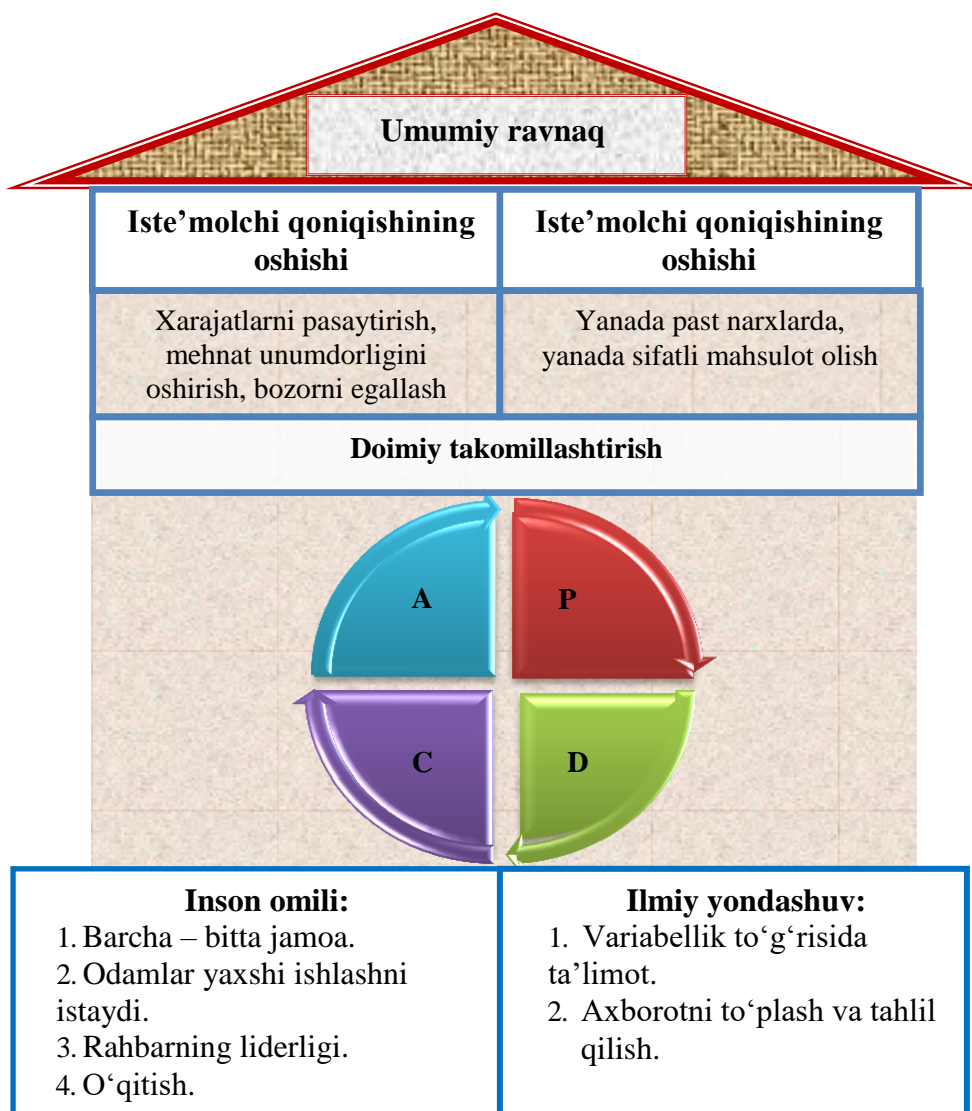 Umumiy ravnaq
Iste’molchi qoniqishining
oshishi
Iste’molchi qoniqishining
oshishi
Xarajatlarni pasaytirish,
mehnat unumdorligini
oshirish, bozorni egallash
Yanada past narxlarda,
yanada sifatli mahsulot olish
Doimiy takomillashtirish
A
P
C
D
Inson omili:
1. Barcha – bitta jamoa.
2. Odamlar yaxshi ishlashni
istaydi.
3. Rahbarning liderligi.
4. O‘qitish.
Ilmiy yondashuv:
1. Variabellik to‘g‘risida
ta’limot.
2. Axborotni to‘plash va tahlil
qilish.